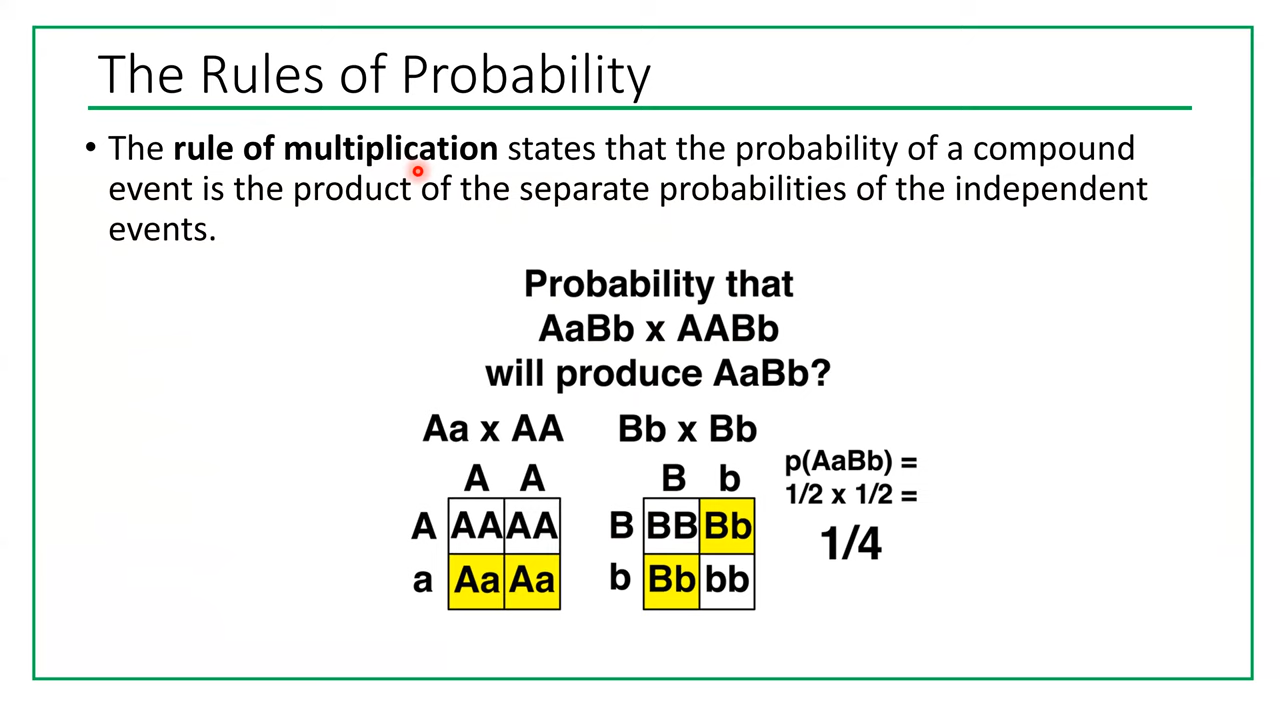 The Rules of Probability
• The rule of multiplication states that the probability of a compound
event is the product of the separate probabilities of the independent
events.
Probability that
AaBb x AABb
will produce AaBb?
Aa x AA
A A
A AA AA
a Aa Aa
Bb x Bb
B b
B BB Bb
b Bb bb
p(AaBb) =
1/2 x 1/2 =
1/4